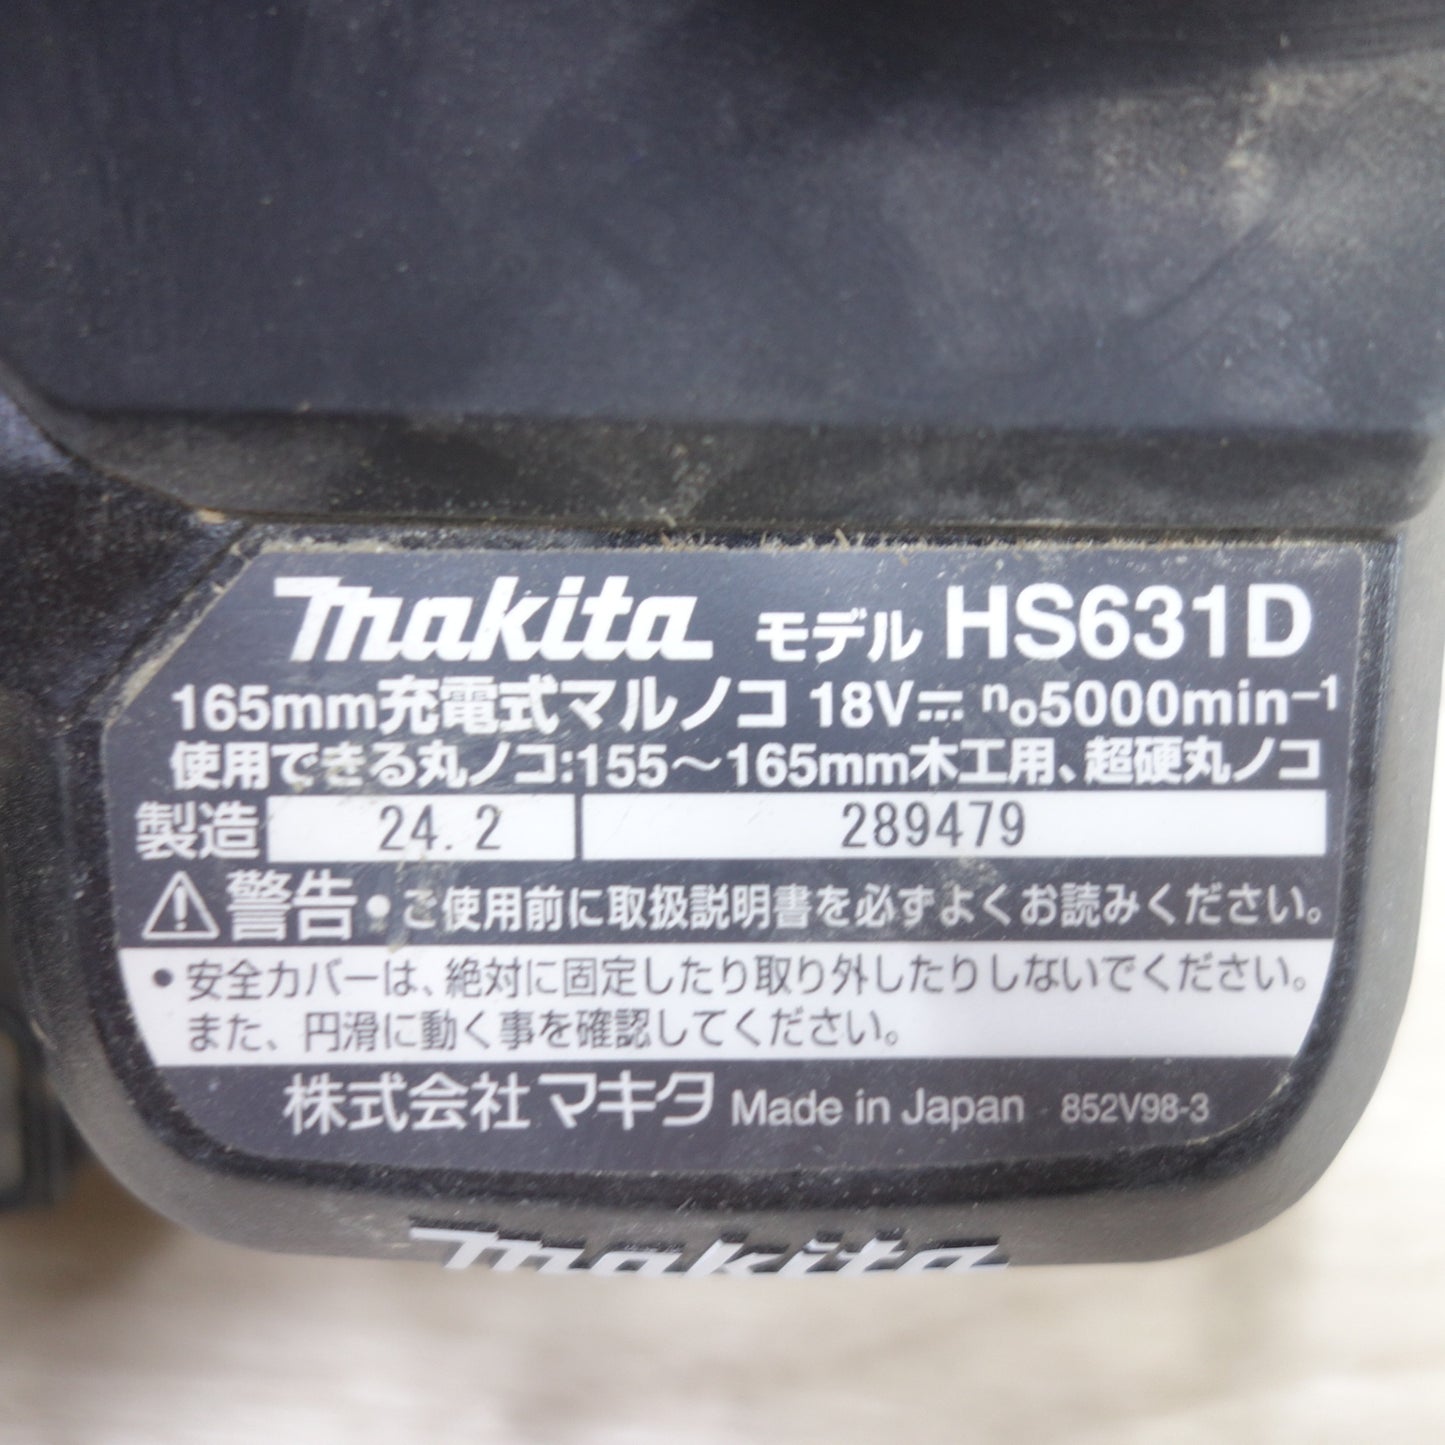 makita モデル HS631D
165mm充電式マルノコ 18V⎓ no5000min⁻¹
使用できる丸ノコ:155～165mm木工用、超硬丸ノコ
製造 24.2 289479
⚠警告 • ご使用前に取扱説明書を必ずよくお読みください。
• 安全カバーは、絶対に固定したり取り外したりしないでください。
また、円滑に動く事を確認してください。
株式会社マキタ Made in Japan 852V98-3
makita